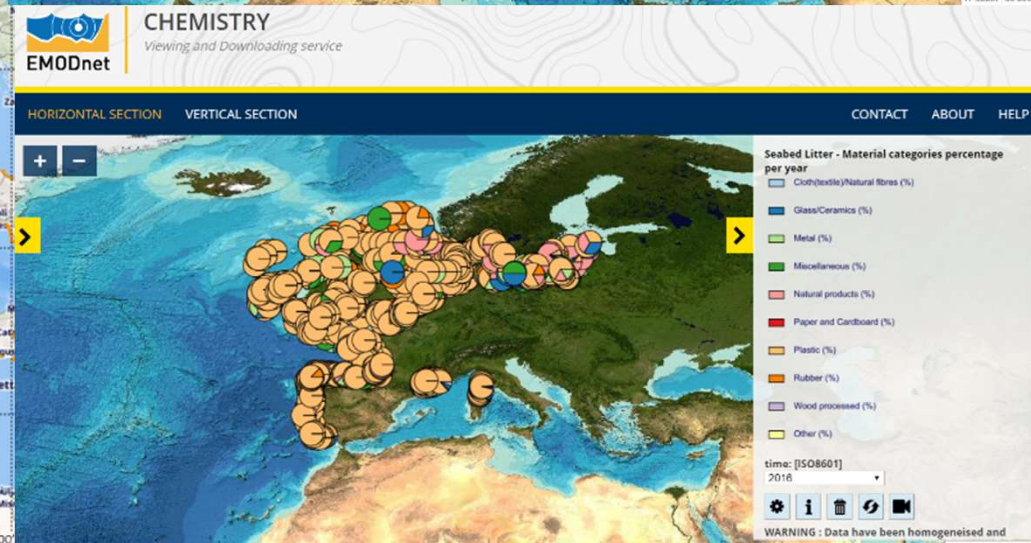 EMODnet
CHEMISTRY
Viewing and Downloading service
HORIZONTAL SECTION VERTICAL SECTION CONTACT ABOUT HELP
+ −
Seabed Litter - Material categories percentage
per year
Cloth(textile)/Natural fibres (%)
Glass/Ceramics (%)
Metal (%)
Miscellaneous (%)
Natural products (%)
Paper and Cardboard (%)
Plastic (%)
Rubber (%)
Wood processed (%)
Other (%)
time: [ISO8601]
2016
WARNING : Data have been homogeneised and